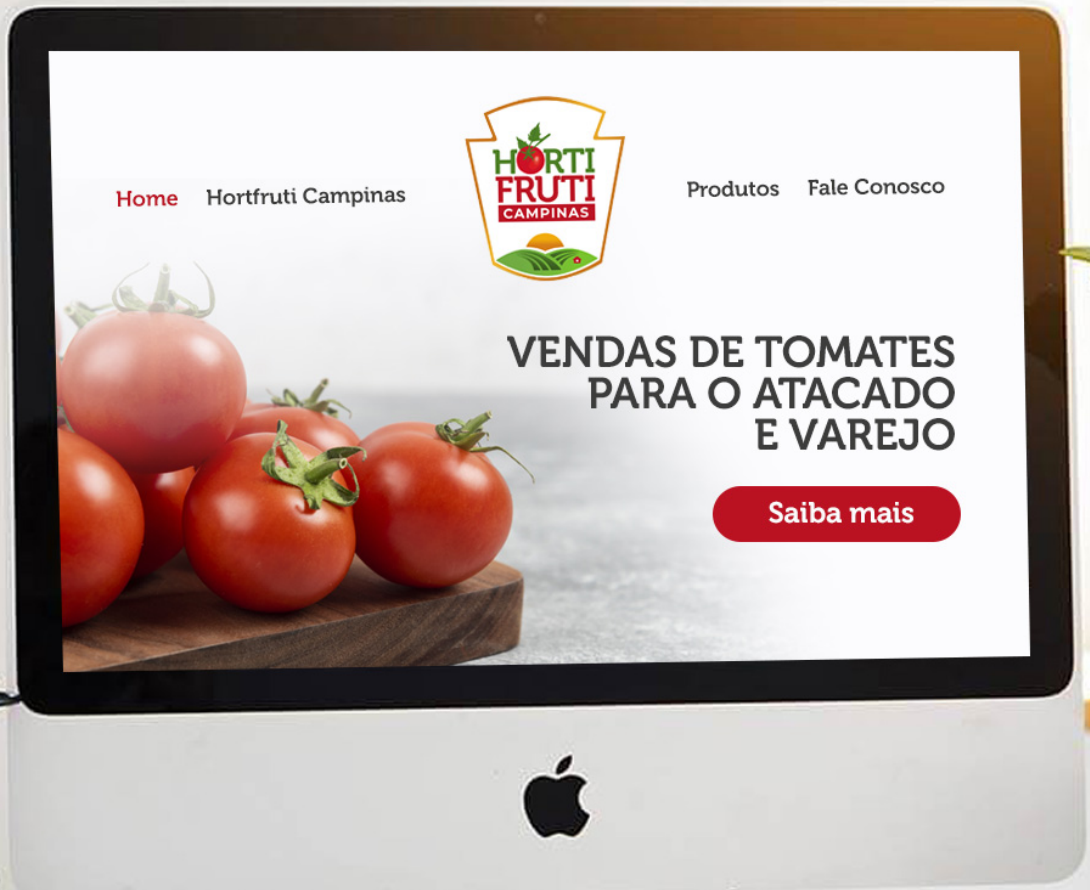 Home
Hortfruti Campinas
HORTI
FRUTI
CAMPINAS
Produtos
Fale Conosco
VENDAS DE TOMATES
PARA O ATACADO
E VAREJO
Saiba mais